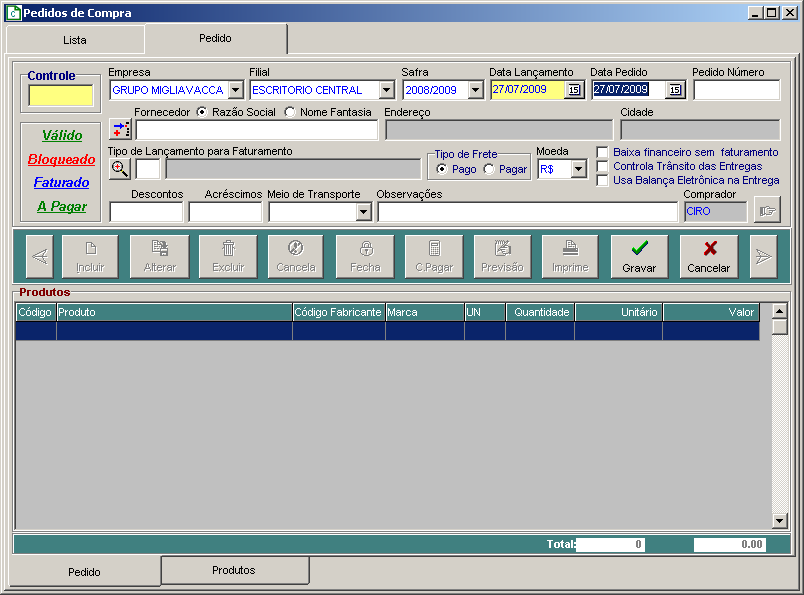 Pedidos de Compra
Lista
Pedido
Controle
Empresa
Filial
Safra
Data Lançamento
Data Pedido
Pedido Número
GRUPO MIGLIAVACCA
ESCRITORIO CENTRAL
2008/2009
27/07/2009
15
27/07/2009
15
Fornecedor
Razão Social
Nome Fantasia
Endereço
Cidade
Válido
Bloqueado
Faturado
A Pagar
Tipo de Lançamento para Faturamento
Tipo de Frete
Pago
Pagar
Moeda
R$
Baixa financeiro sem faturamento
Controla Trânsito das Entregas
Usa Balança Eletrônica na Entrega
Descontos
Acréscimos
Meio de Transporte
Observações
Comprador
CIRO
Incluir
Alterar
Excluir
Cancela
Fecha
C.Pagar
Previsão
Imprime
Gravar
Cancelar
Produtos
Código
Produto
Código Fabricante
Marca
UN
Quantidade
Unitário
Valor
Total:
0
0.00
Pedido
Produtos